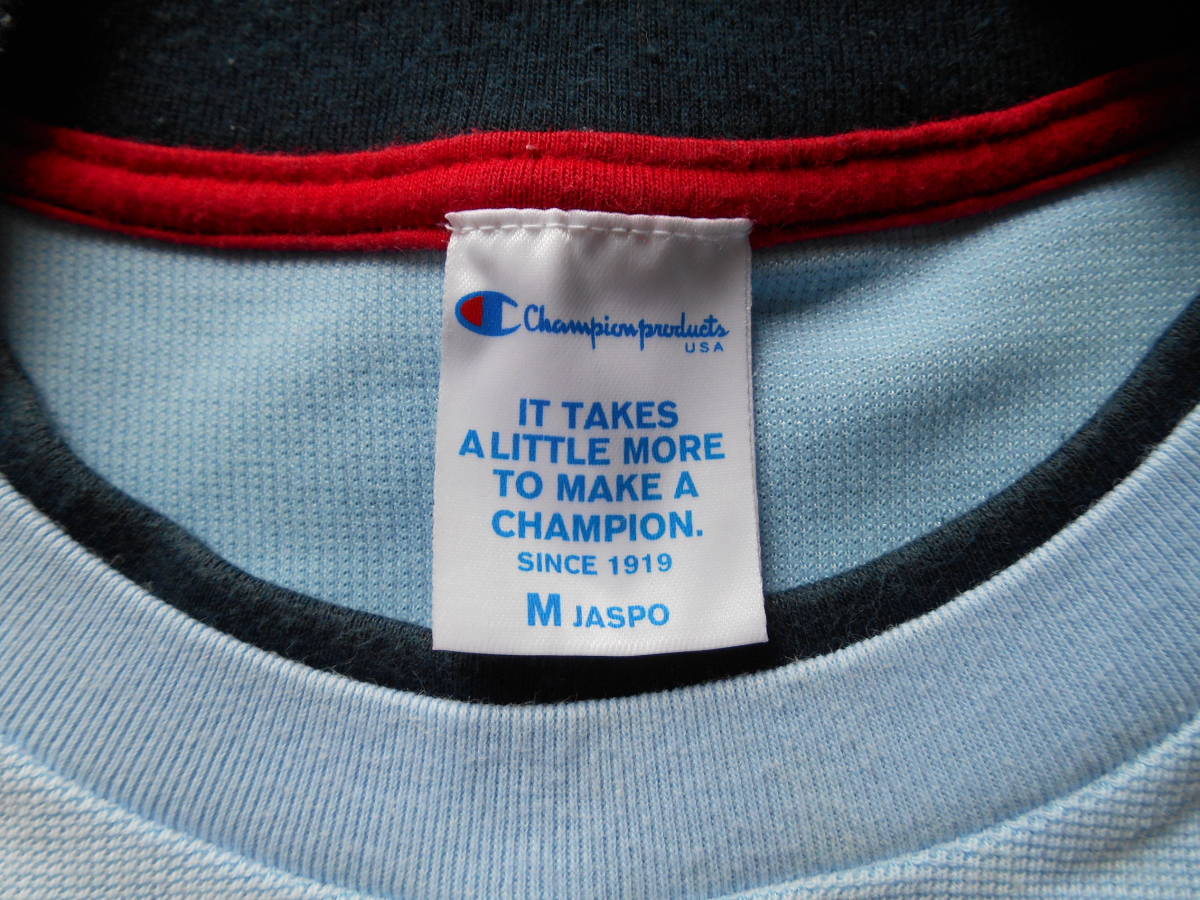 Championproducts
USA
IT TAKES
A LITTLE MORE
TO MAKE A
CHAMPION.
SINCE 1919
M JASPO